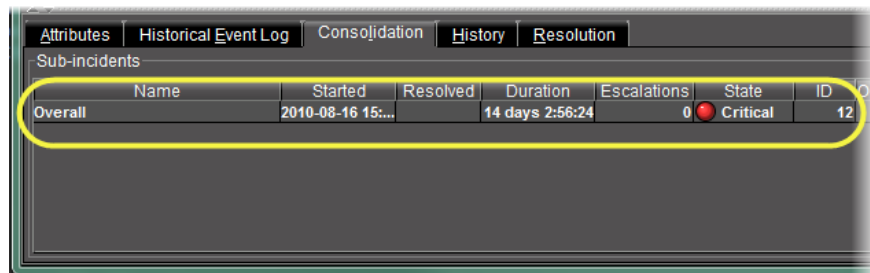 Attributes Historical Event Log Consolidation History Resolution
Sub-incidents
Name Started Resolved Duration Escalations State ID
Overall 2010-08-16 15:... 14 days 2:56:24 0 Critical 12